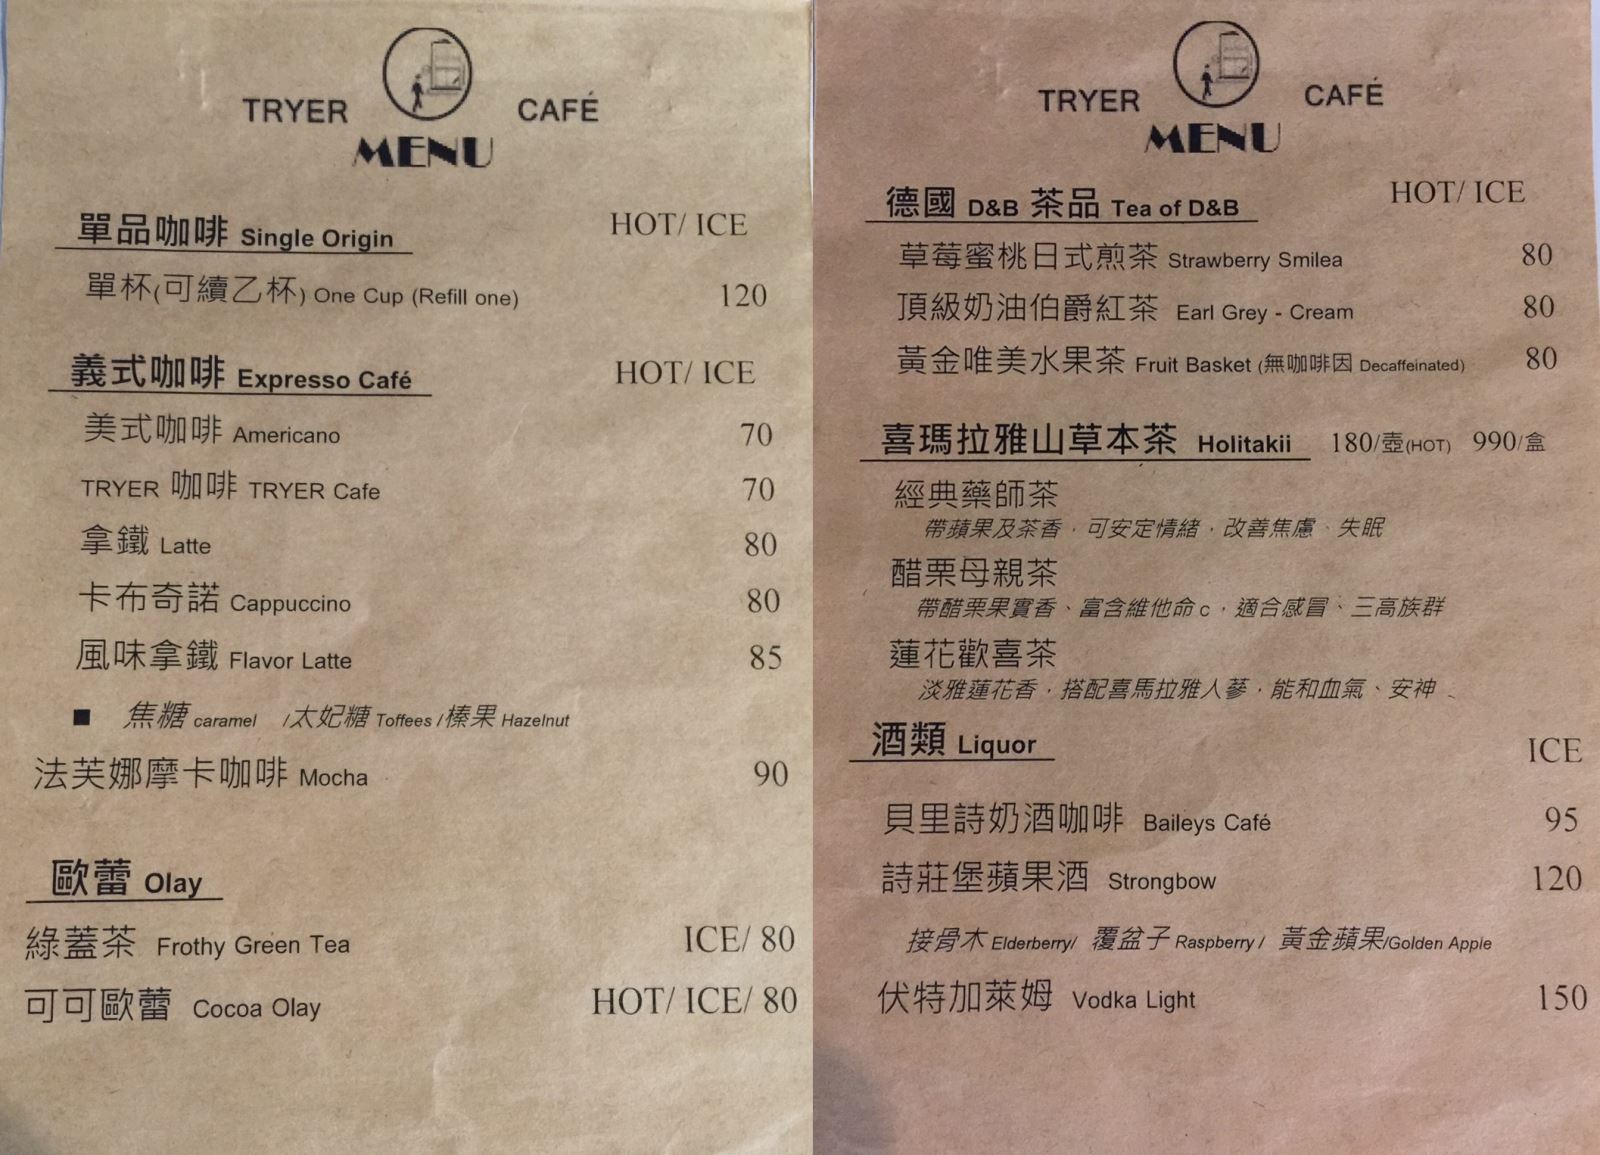 TRYER CAFÉ
MENU
單品咖啡 Single Origin HOT/ ICE
單杯(可續乙杯) One Cup (Refill one) 120
義式咖啡 Expresso Café HOT/ ICE
美式咖啡 Americano 70
TRYER 咖啡 TRYER Cafe 70
拿鐵 Latte 80
卡布奇諾 Cappuccino 80
風味拿鐵 Flavor Latte 85
■ 焦糖 caramel /太妃糖 Toffees /榛果 Hazelnut
法芙娜摩卡咖啡 Mocha 90
歐蕾 Olay
綠蓋茶 Frothy Green Tea ICE/ 80
可可歐蕾 Cocoa Olay HOT/ ICE/ 80
TRYER CAFÉ
MENU
德國 D&B 茶品 Tea of D&B HOT/ ICE
草莓蜜桃日式煎茶 Strawberry Smilea 80
頂級奶油伯爵紅茶 Earl Grey - Cream 80
黃金唯美水果茶 Fruit Basket (無咖啡因 Decaffeinated) 80
喜瑪拉雅山草本茶 Holitakii 180/壺(HOT) 990/盒
經典藥師茶
帶蘋果及茶香，可安定情緒，改善焦慮、失眠
醋栗母親茶
帶醋栗果實香、富含維他命c，適合感冒、三高族群
蓮花歡喜茶
淡雅蓮花香，搭配喜馬拉雅人蔘，能和血氣、安神
酒類 Liquor ICE
貝里詩奶酒咖啡 Baileys Café 95
詩莊堡蘋果酒 Strongbow 120
接骨木 Elderberry/ 覆盆子 Raspberry / 黃金蘋果/Golden Apple
伏特加萊姆 Vodka Light 150